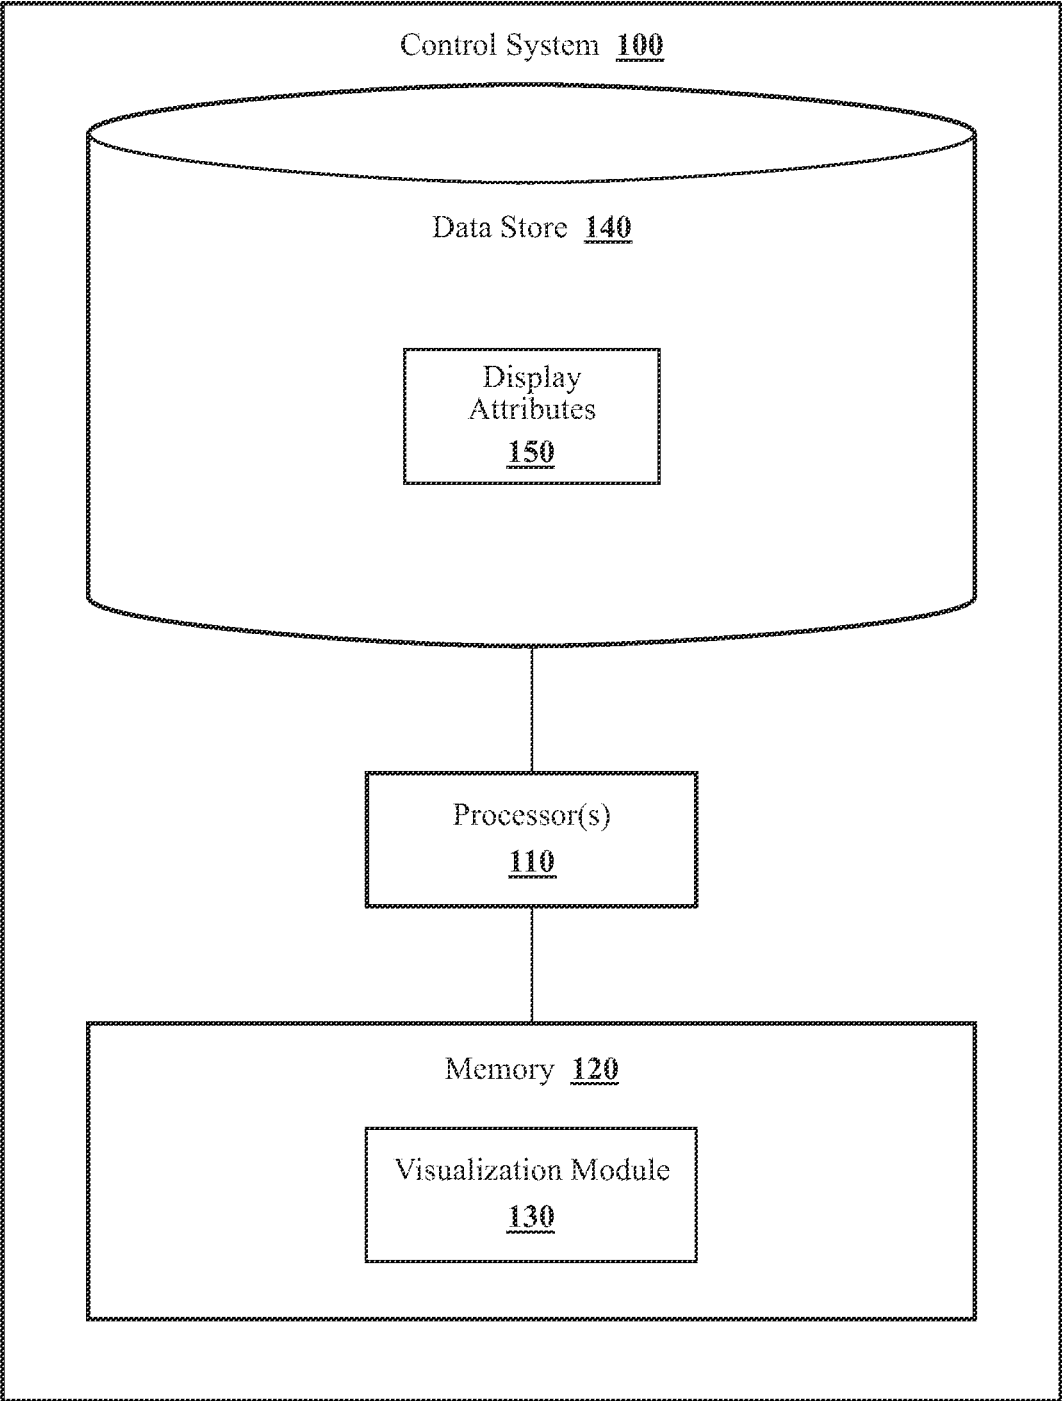 Control System 100
Data Store 140
Display
Attributes
150
Processor(s)
110
Memory 120
Visualization Module
130